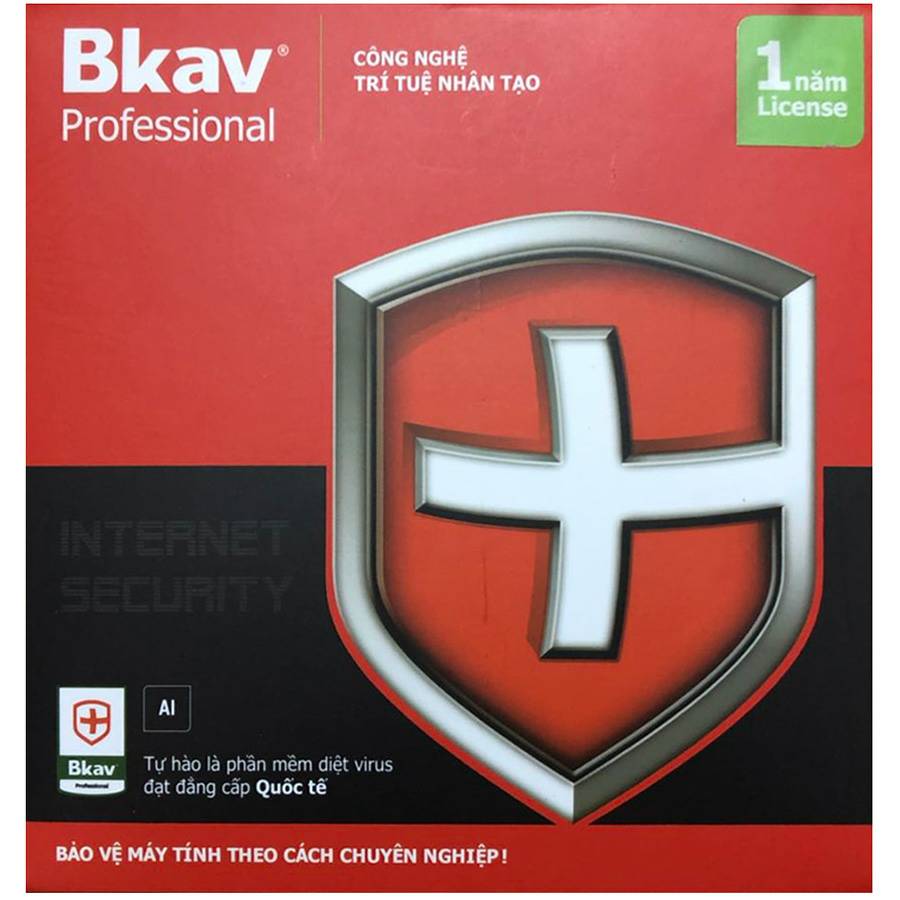 Bkav®
Professional
CÔNG NGHỆ
TRÍ TUỆ NHÂN TẠO
1 năm
License
INTERNET
SECURITY
AI
Bkav
Professional
Tự hào là phần mềm diệt virus
đạt đẳng cấp Quốc tế
BẢO VỆ MÁY TÍNH THEO CÁCH CHUYÊN NGHIỆP!